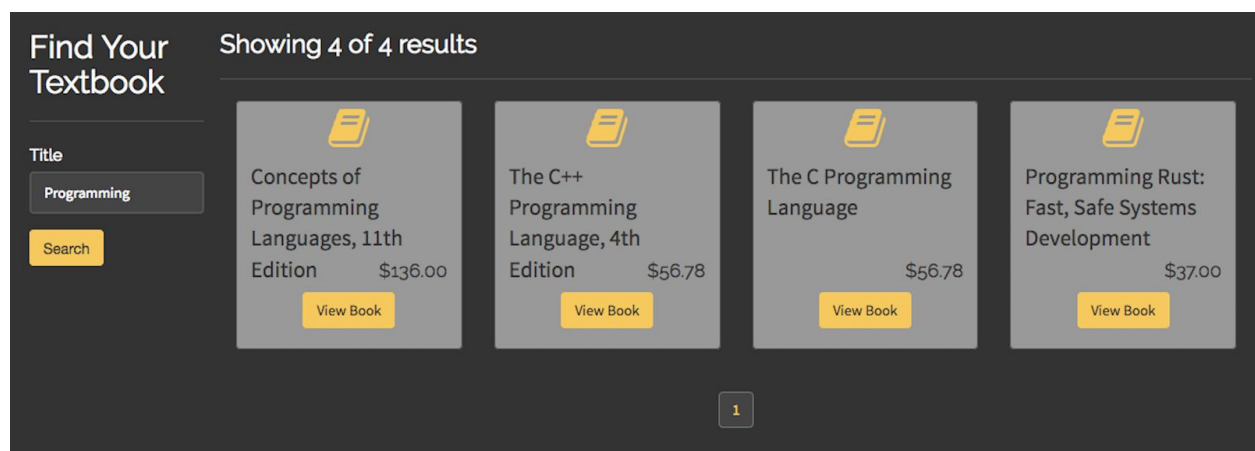 Find Your
Textbook
Title
Programming
Search
Showing 4 of 4 results
Concepts of
Programming
Languages, 11th
Edition $136.00
View Book
The C++
Programming
Language, 4th
Edition $56.78
View Book
The C Programming
Language
$56.78
View Book
Programming Rust:
Fast, Safe Systems
Development
$37.00
View Book
1